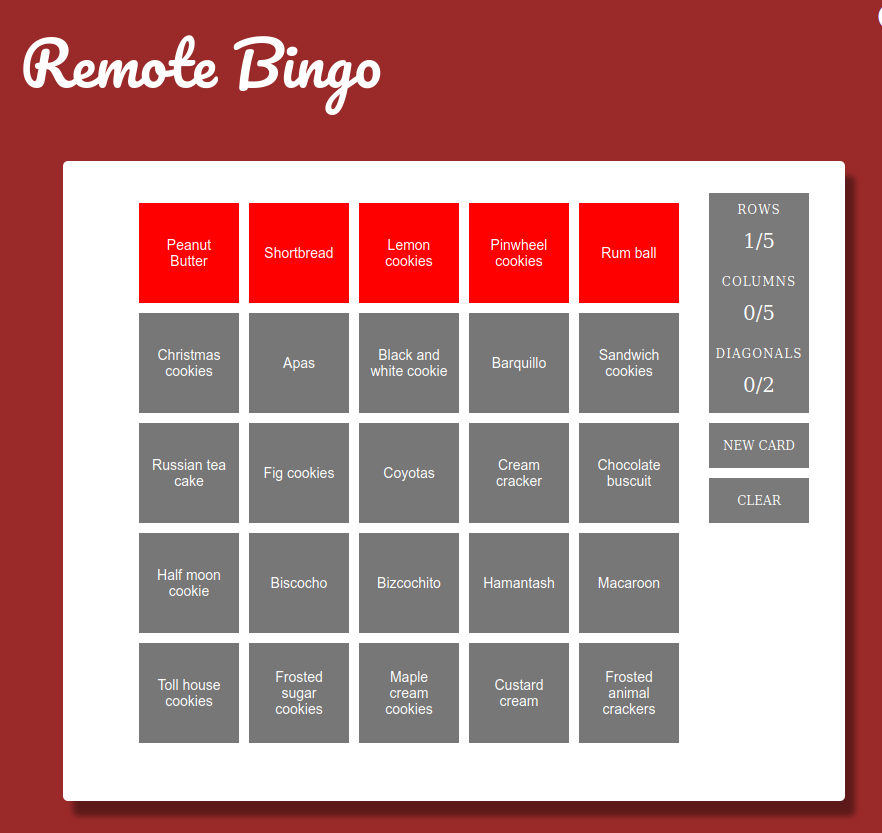 Remote Bingo
Peanut
Butter
Shortbread
Lemon
cookies
Pinwheel
cookies
Rum ball
Christmas
cookies
Apas
Black and
white cookie
Barquillo
Sandwich
cookies
Russian tea
cake
Fig cookies
Coyotas
Cream
cracker
Chocolate
buscuit
Half moon
cookie
Biscocho
Bizcochito
Hamantash
Macaroon
Toll house
cookies
Frosted
sugar
cookies
Maple
cream
cookies
Custard
cream
Frosted
animal
crackers
ROWS
1/5
COLUMNS
0/5
DIAGONALS
0/2
NEW CARD
CLEAR